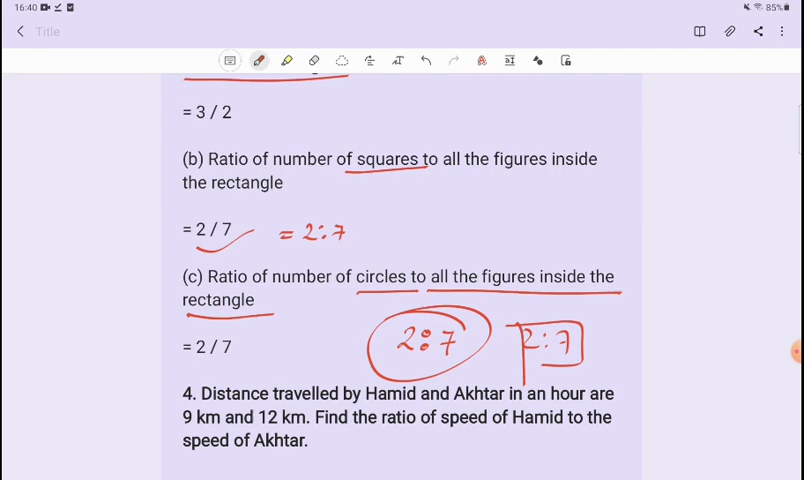 16:40
85%
Title
= 3 / 2
(b) Ratio of number of squares to all the figures inside
the rectangle
= 2 / 7 = 2:7
(c) Ratio of number of circles to all the figures inside the
rectangle
2:7 2:7
= 2 / 7
4. Distance travelled by Hamid and Akhtar in an hour are
9 km and 12 km. Find the ratio of speed of Hamid to the
speed of Akhtar.